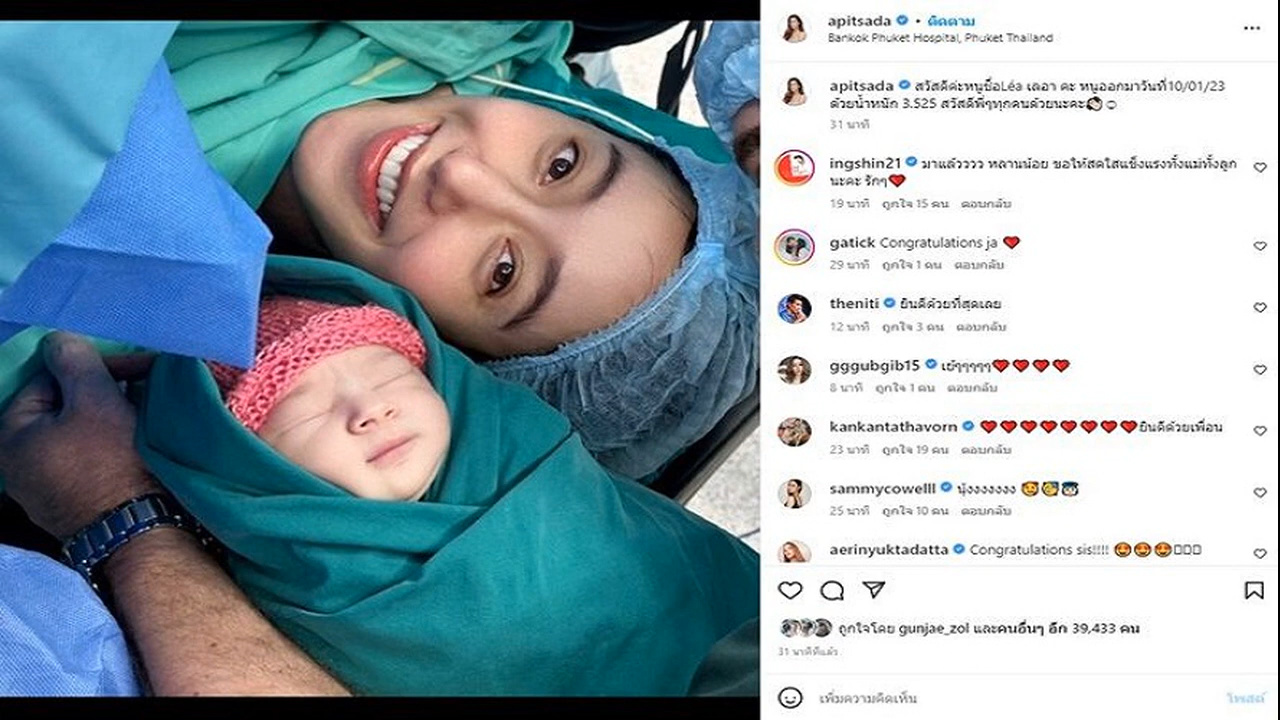 apitsada • ติดตาม
Bankok Phuket Hospital, Phuket Thailand
apitsada สวัสดีค่ะหนูชื่อLéa เลอา คะ หนูออกมาวันที่10/01/23
ด้วยน้ำหนัก 3.525 สวัสดีพี่ๆทุกคนด้วยนะคะ
31 นาที
ingshin21 มาแล้วววว หลานน้อย ขอให้สดใสแข็งแรงทั้งแม่ทั้งลูก
นะคะ รักๆ❤️
19 นาที ถูกใจ 15 คน ตอบกลับ
gatick Congratulations ja ❤️
29 นาที ถูกใจ 1 คน ตอบกลับ
theniti ยินดีด้วยที่สุดเลย
12 นาที ถูกใจ 3 คน ตอบกลับ
gggubgib15 เย้ๆๆๆๆๆ❤️❤️❤️❤️
8 นาที ถูกใจ 1 คน ตอบกลับ
kankantathavorn ❤️❤️❤️❤️❤️❤️❤️❤️ยินดีด้วยเพื่อน
23 นาที ถูกใจ 19 คน ตอบกลับ
sammycowelll นุ้งงงงงงง
25 นาที ถูกใจ 10 คน ตอบกลับ
aerinyuktadatta Congratulations sis!!!! 😍😍😍
ถูกใจโดย gunjae_zol และคนอื่นๆ อีก 39,433 คน
31 นาทีที่แล้ว
เพิ่มความคิดเห็น
โพสต์